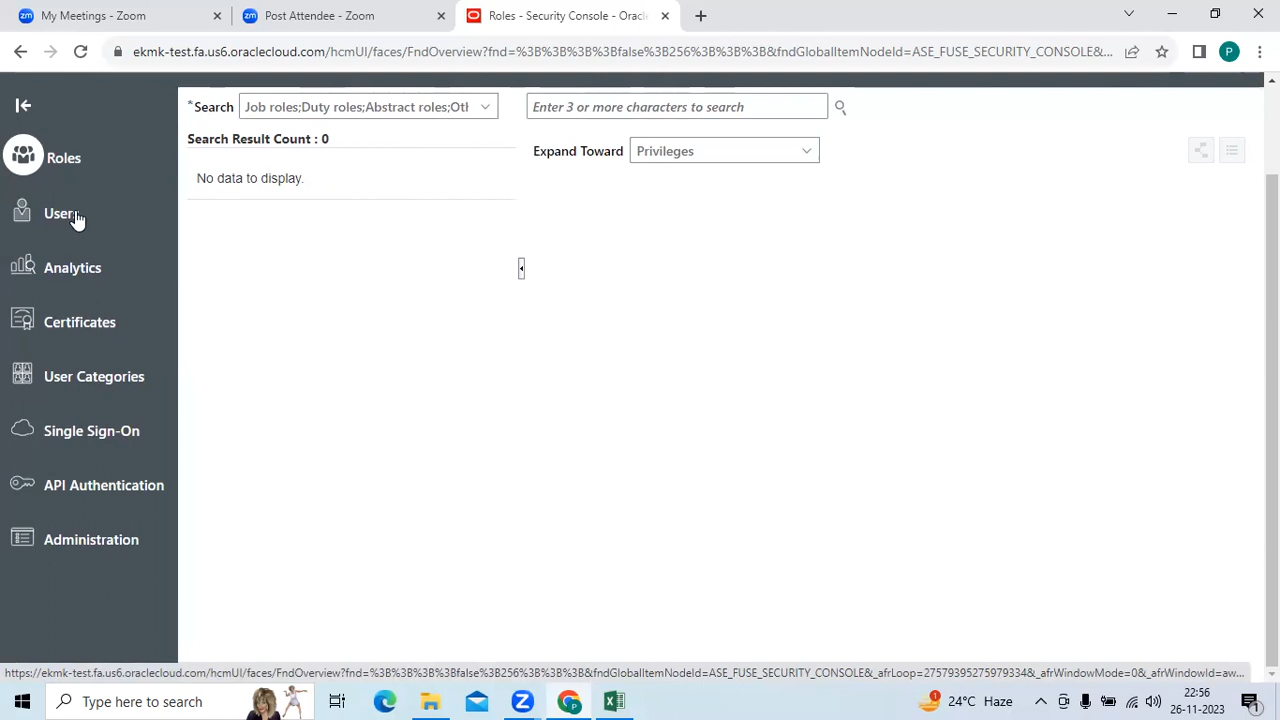 My Meetings - Zoom
Post Attendee - Zoom
Roles - Security Console - Oracl
ekmk-test.fa.us6.oraclecloud.com/hcmUI/faces/FndOverview?fnd=%3B%3B%3B%3Bfalse%3B256%3B%3B%3B&fndGlobalItemNodeId=ASE_FUSE_SECURITY_CONSOLE&...
P
*Search
Job roles;Duty roles;Abstract roles;Oth
Enter 3 or more characters to search
Search Result Count : 0
Expand Toward
Privileges
No data to display.
Roles
Users
Analytics
Certificates
User Categories
Single Sign-On
API Authentication
Administration
https://ekmk-test.fa.us6.oraclecloud.com/hcmUI/faces/FndOverview?fnd=%3B%3B%3B%3Bfalse%3B256%3B%3B%3B&fndGlobalItemNodeId=ASE_FUSE_SECURITY_CONSOLE&_afrLoop=27579395275979334&_afrWindowMode=0&_afrWindowId=aw...
Type here to search
24°C Haze
22:56
26-11-2023